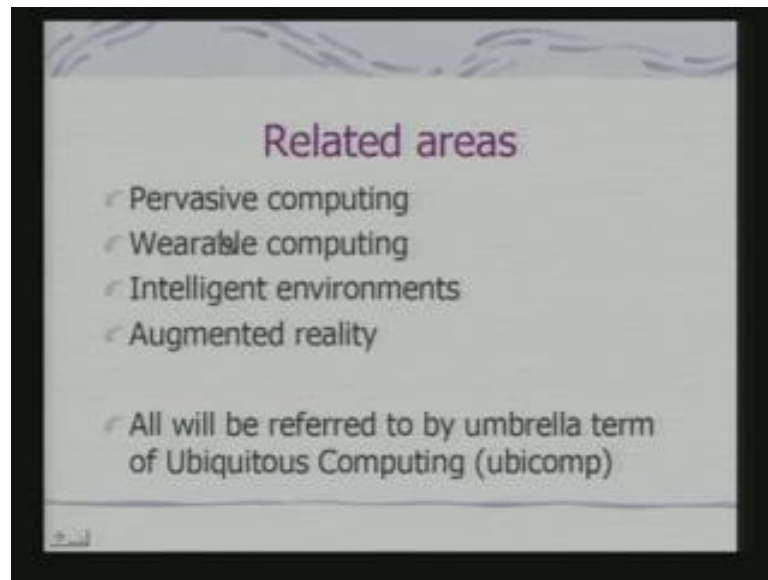 Related areas
Pervasive computing
Wearable computing
Intelligent environments
Augmented reality
All will be referred to by umbrella term
of Ubiquitous Computing (ubicomp)